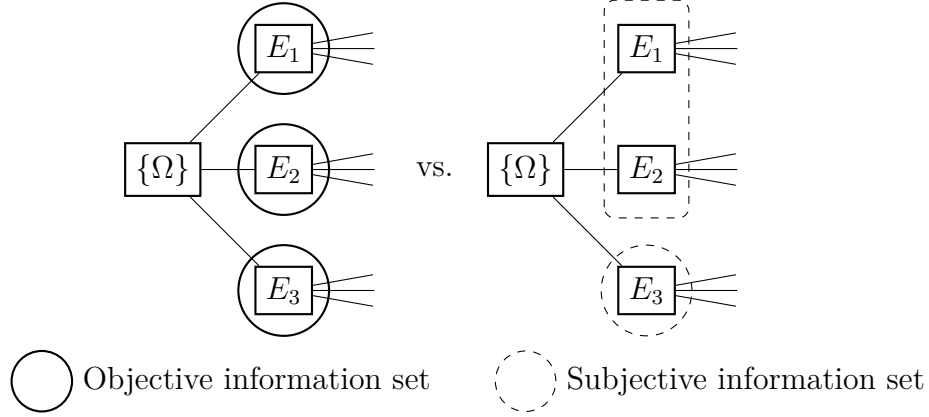 E₁ E₁
{Ω} E₂ vs. {Ω} E₂
E₃ E₃
Objective information set Subjective information set